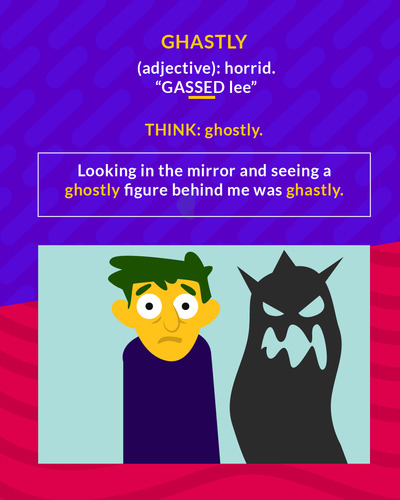 GHASTLY
(adjective): horrid.
“GASSED lee”
THINK: ghostly.
Looking in the mirror and seeing a
ghostly figure behind me was ghastly.